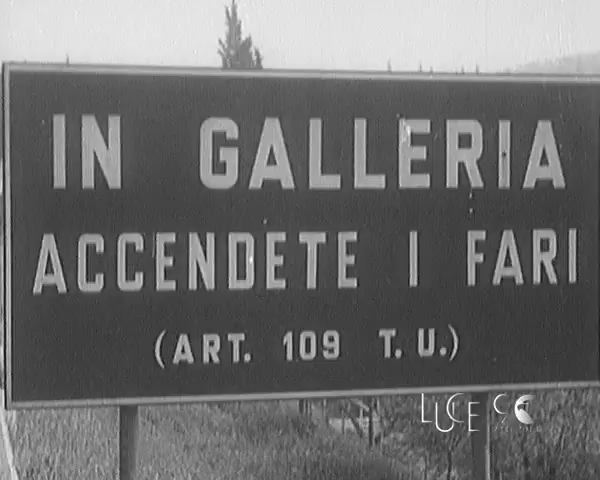 IN GALLERIA
ACCENDETE I FARI
(ART. 109 T. U.)
LUCE